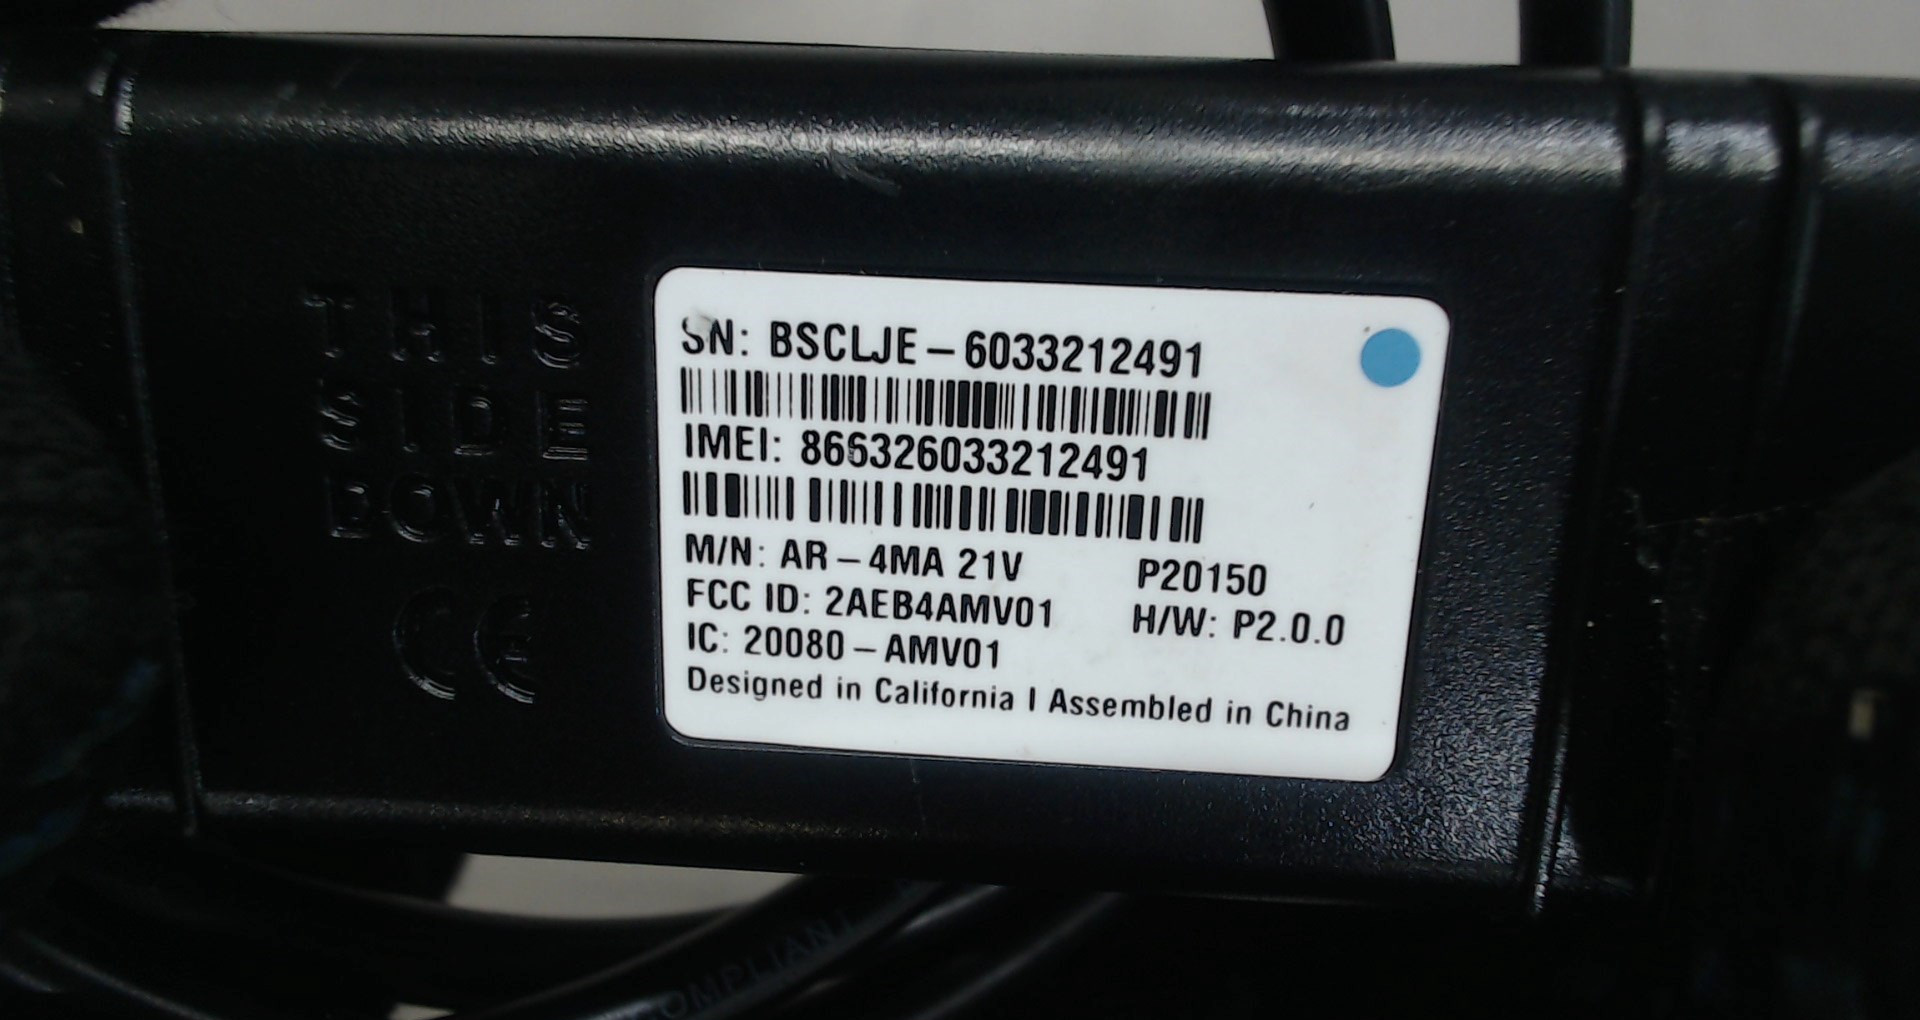 THIS
SIDE
DOWN
CE
SN: BSCLJE-6033212491
IMEI: 866326033212491
M/N: AR-4MA 21V P20150
FCC ID: 2AEB4AMV01 H/W: P2.0.0
IC: 20080-AMV01
Designed in California | Assembled in China
COMPLIANT